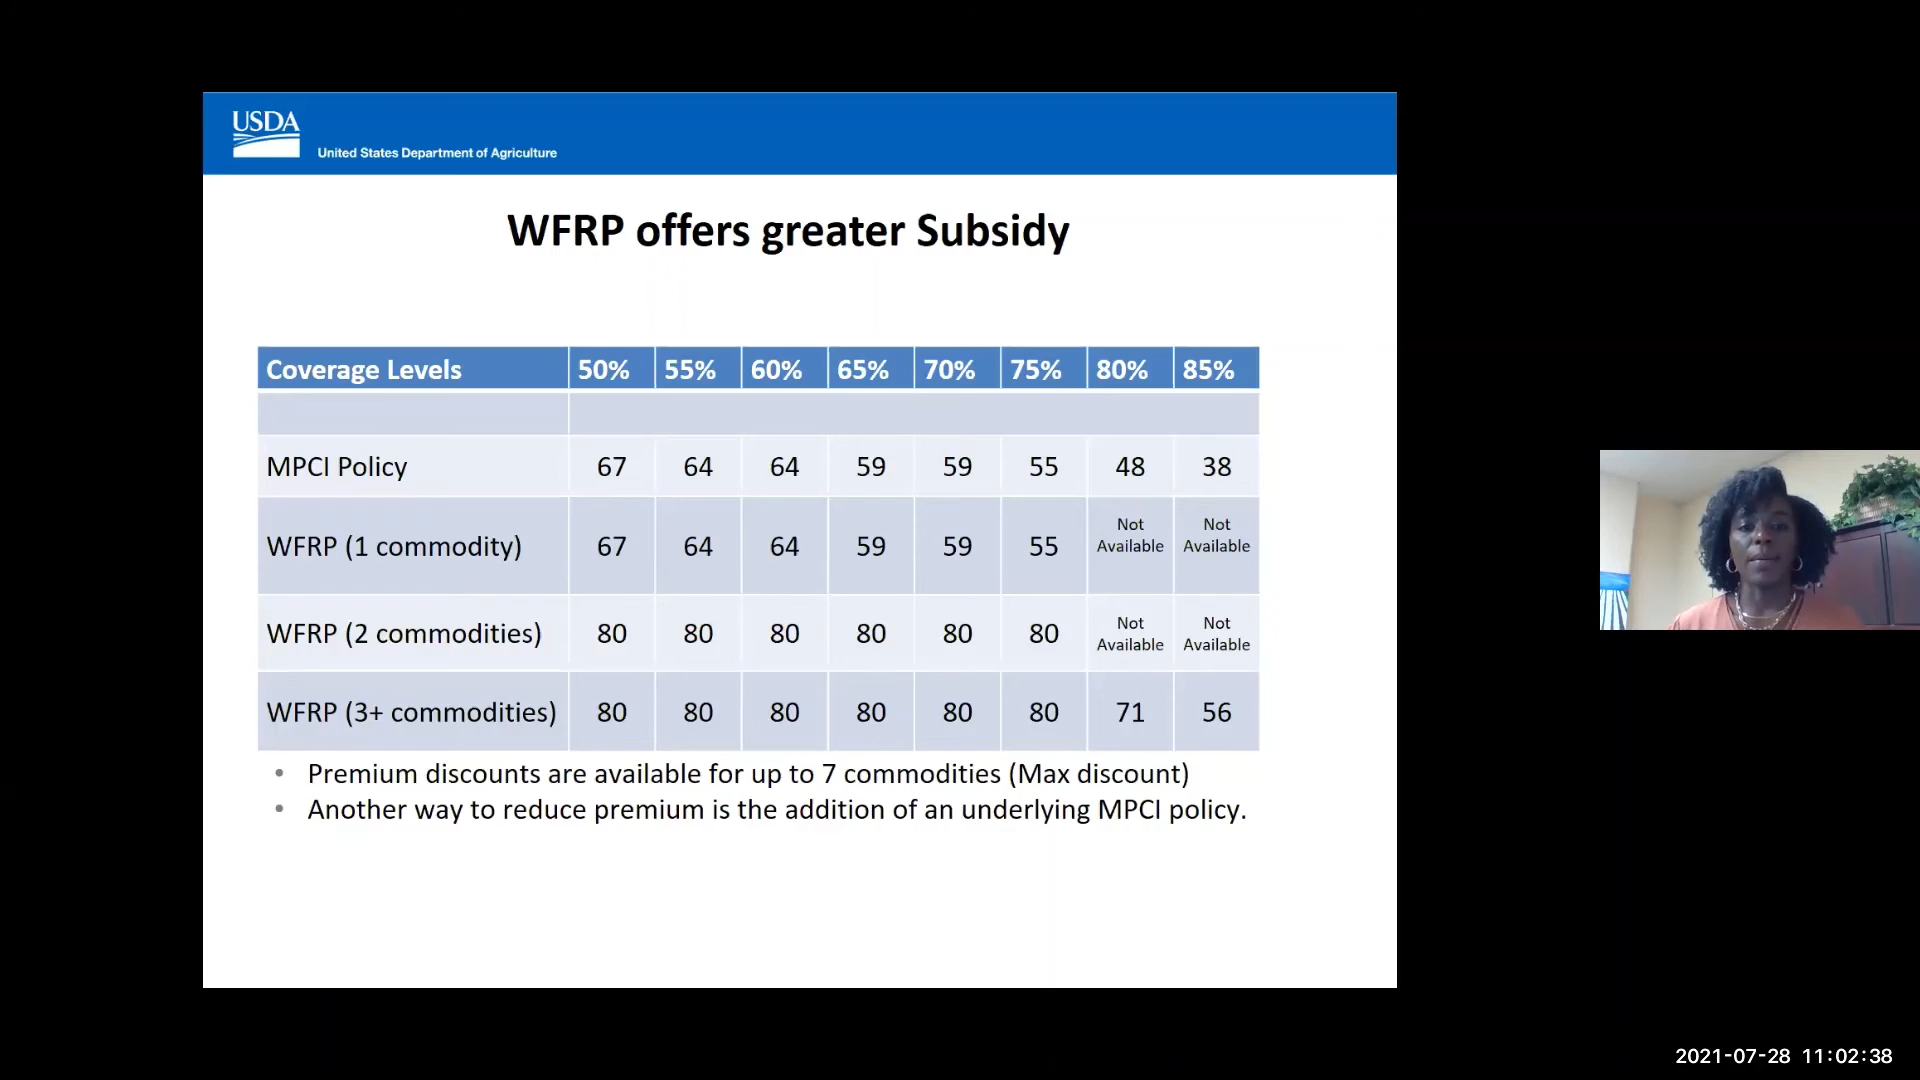 USDA
United States Department of Agriculture
WFRP offers greater Subsidy
Coverage Levels 50% 55% 60% 65% 70% 75% 80% 85%
MPCI Policy 67 64 64 59 59 55 48 38
WFRP (1 commodity) 67 64 64 59 59 55 Not Available Not Available
WFRP (2 commodities) 80 80 80 80 80 80 Not Available Not Available
WFRP (3+ commodities) 80 80 80 80 80 80 71 56
• Premium discounts are available for up to 7 commodities (Max discount)
• Another way to reduce premium is the addition of an underlying MPCI policy.
2021-07-28 11:02:38